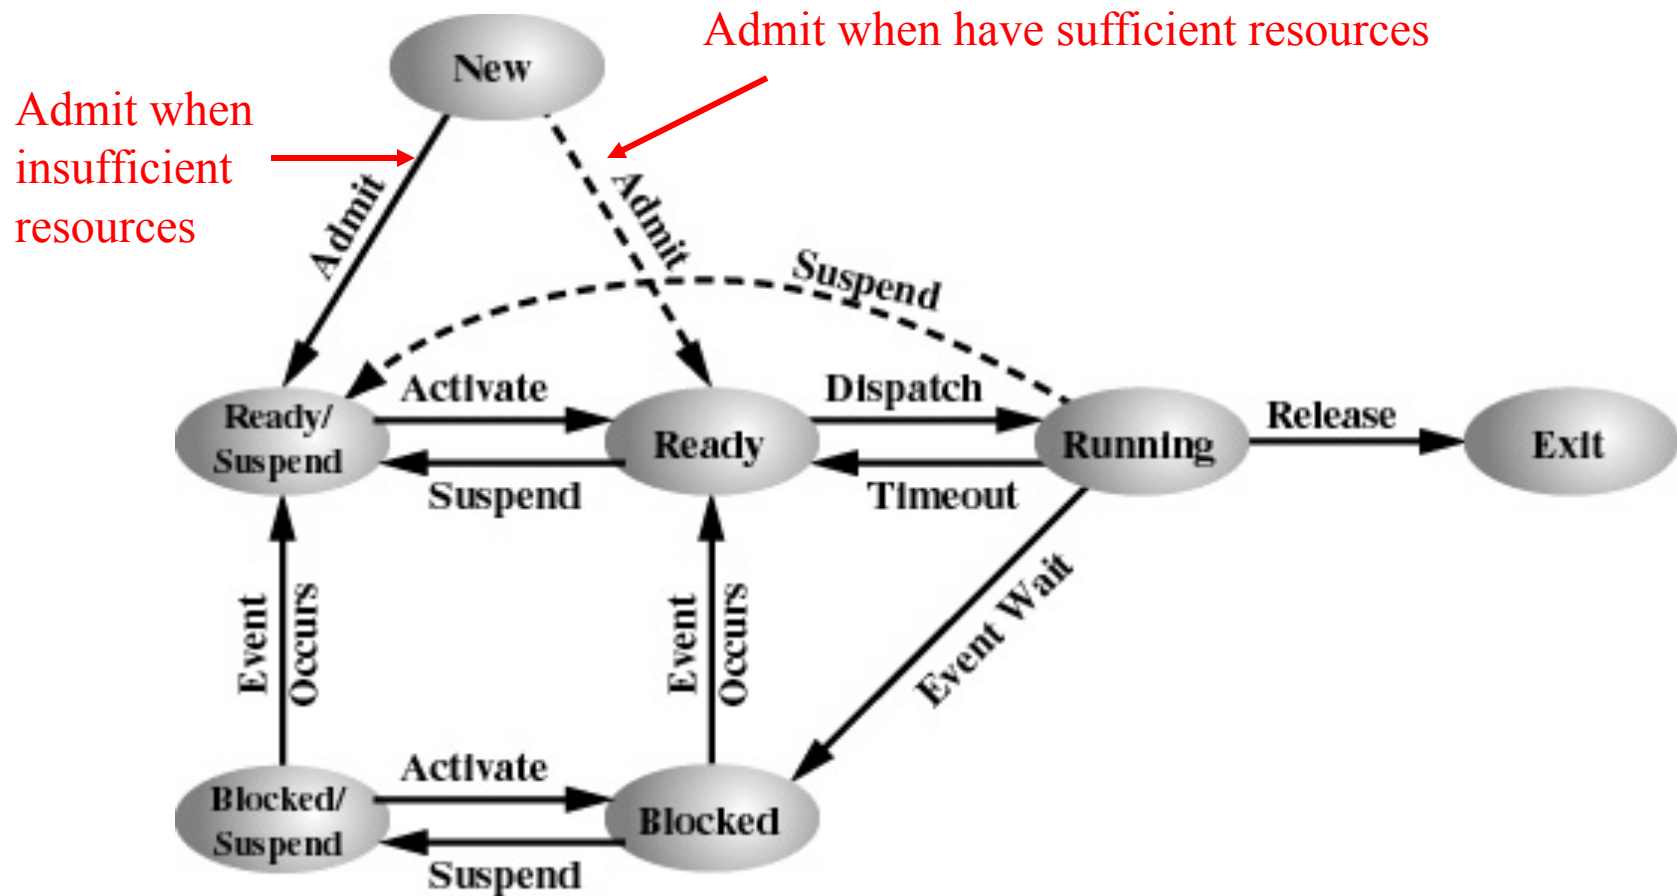 Admit when have sufficient resources
New
Admit when
insufficient
resources
Admit
Admit
Suspend
Ready/
Suspend
Activate
Suspend
Ready
Dispatch
Timeout
Running
Release
Exit
Event
Occurs
Event
Occurs
Event Wait
Blocked/
Suspend
Activate
Suspend
Blocked